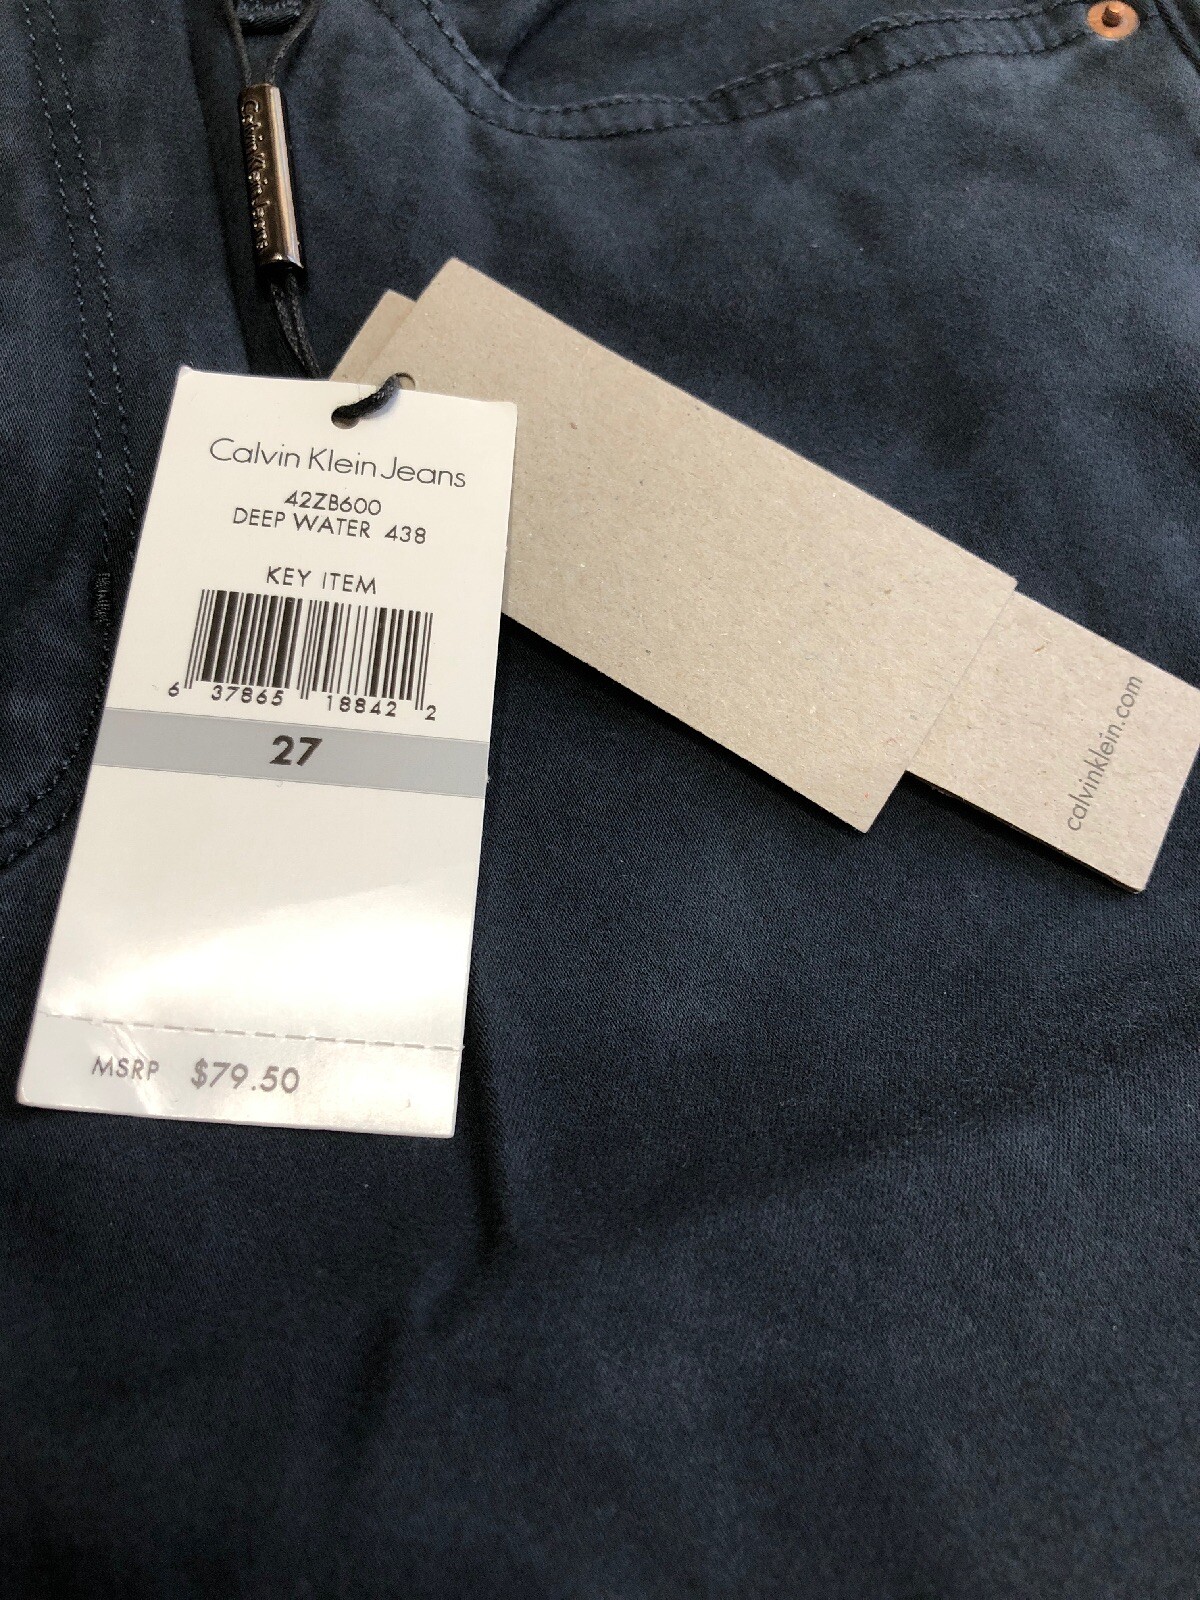 Calvin Klein Jeans
Calvin Klein Jeans
42ZB600
DEEP WATER 438
KEY ITEM
6 37865 18842 2
27
MSRP $79.50
calvinklein.com